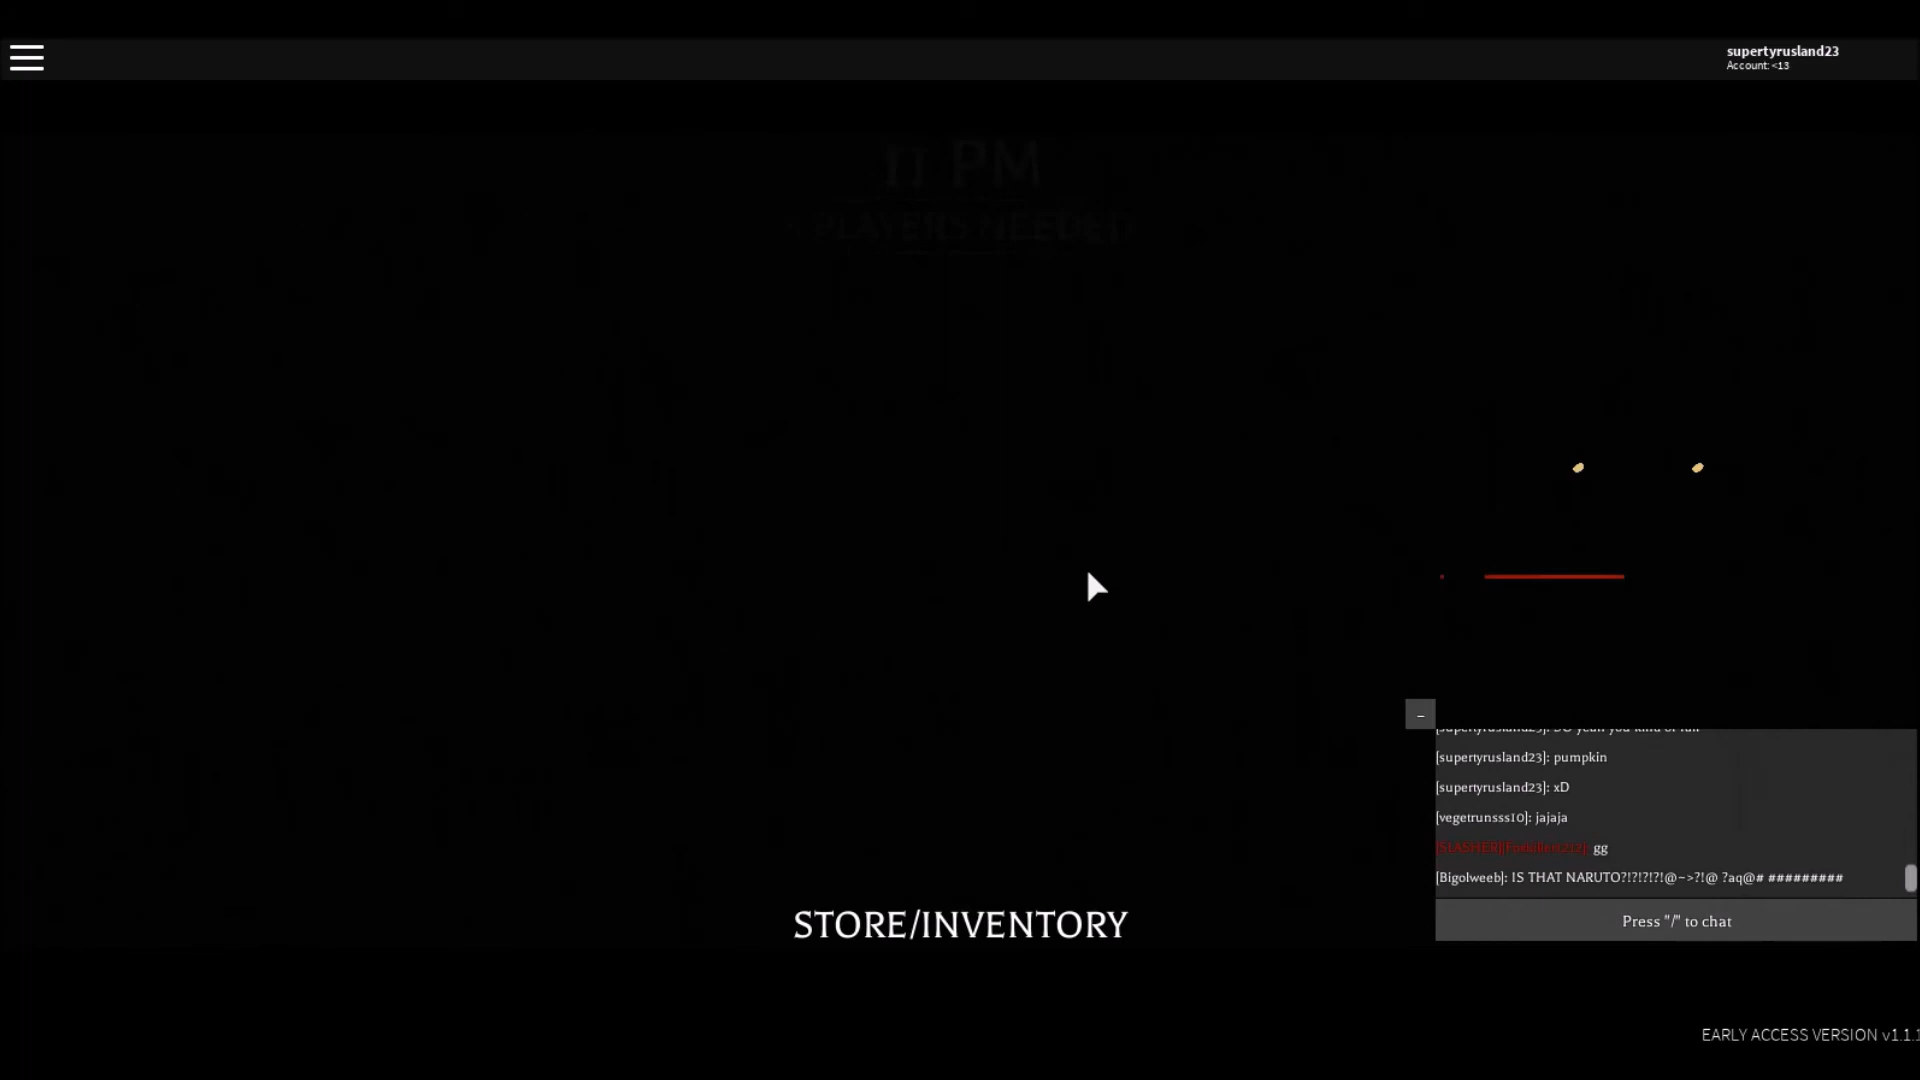 supertyrusland23
Account: <13
11 PM
PLAYERS NEEDED
[supertyrusland23]: pumpkin
[supertyrusland23]: xD
[vegetrunsss10]: jajaja
gg
[Bigolweeb]: IS THAT NARUTO?!?!?!?!@~>?!@ ?aq@# #########
STORE/INVENTORY
Press "/" to chat
EARLY ACCESS VERSION v1.1.1